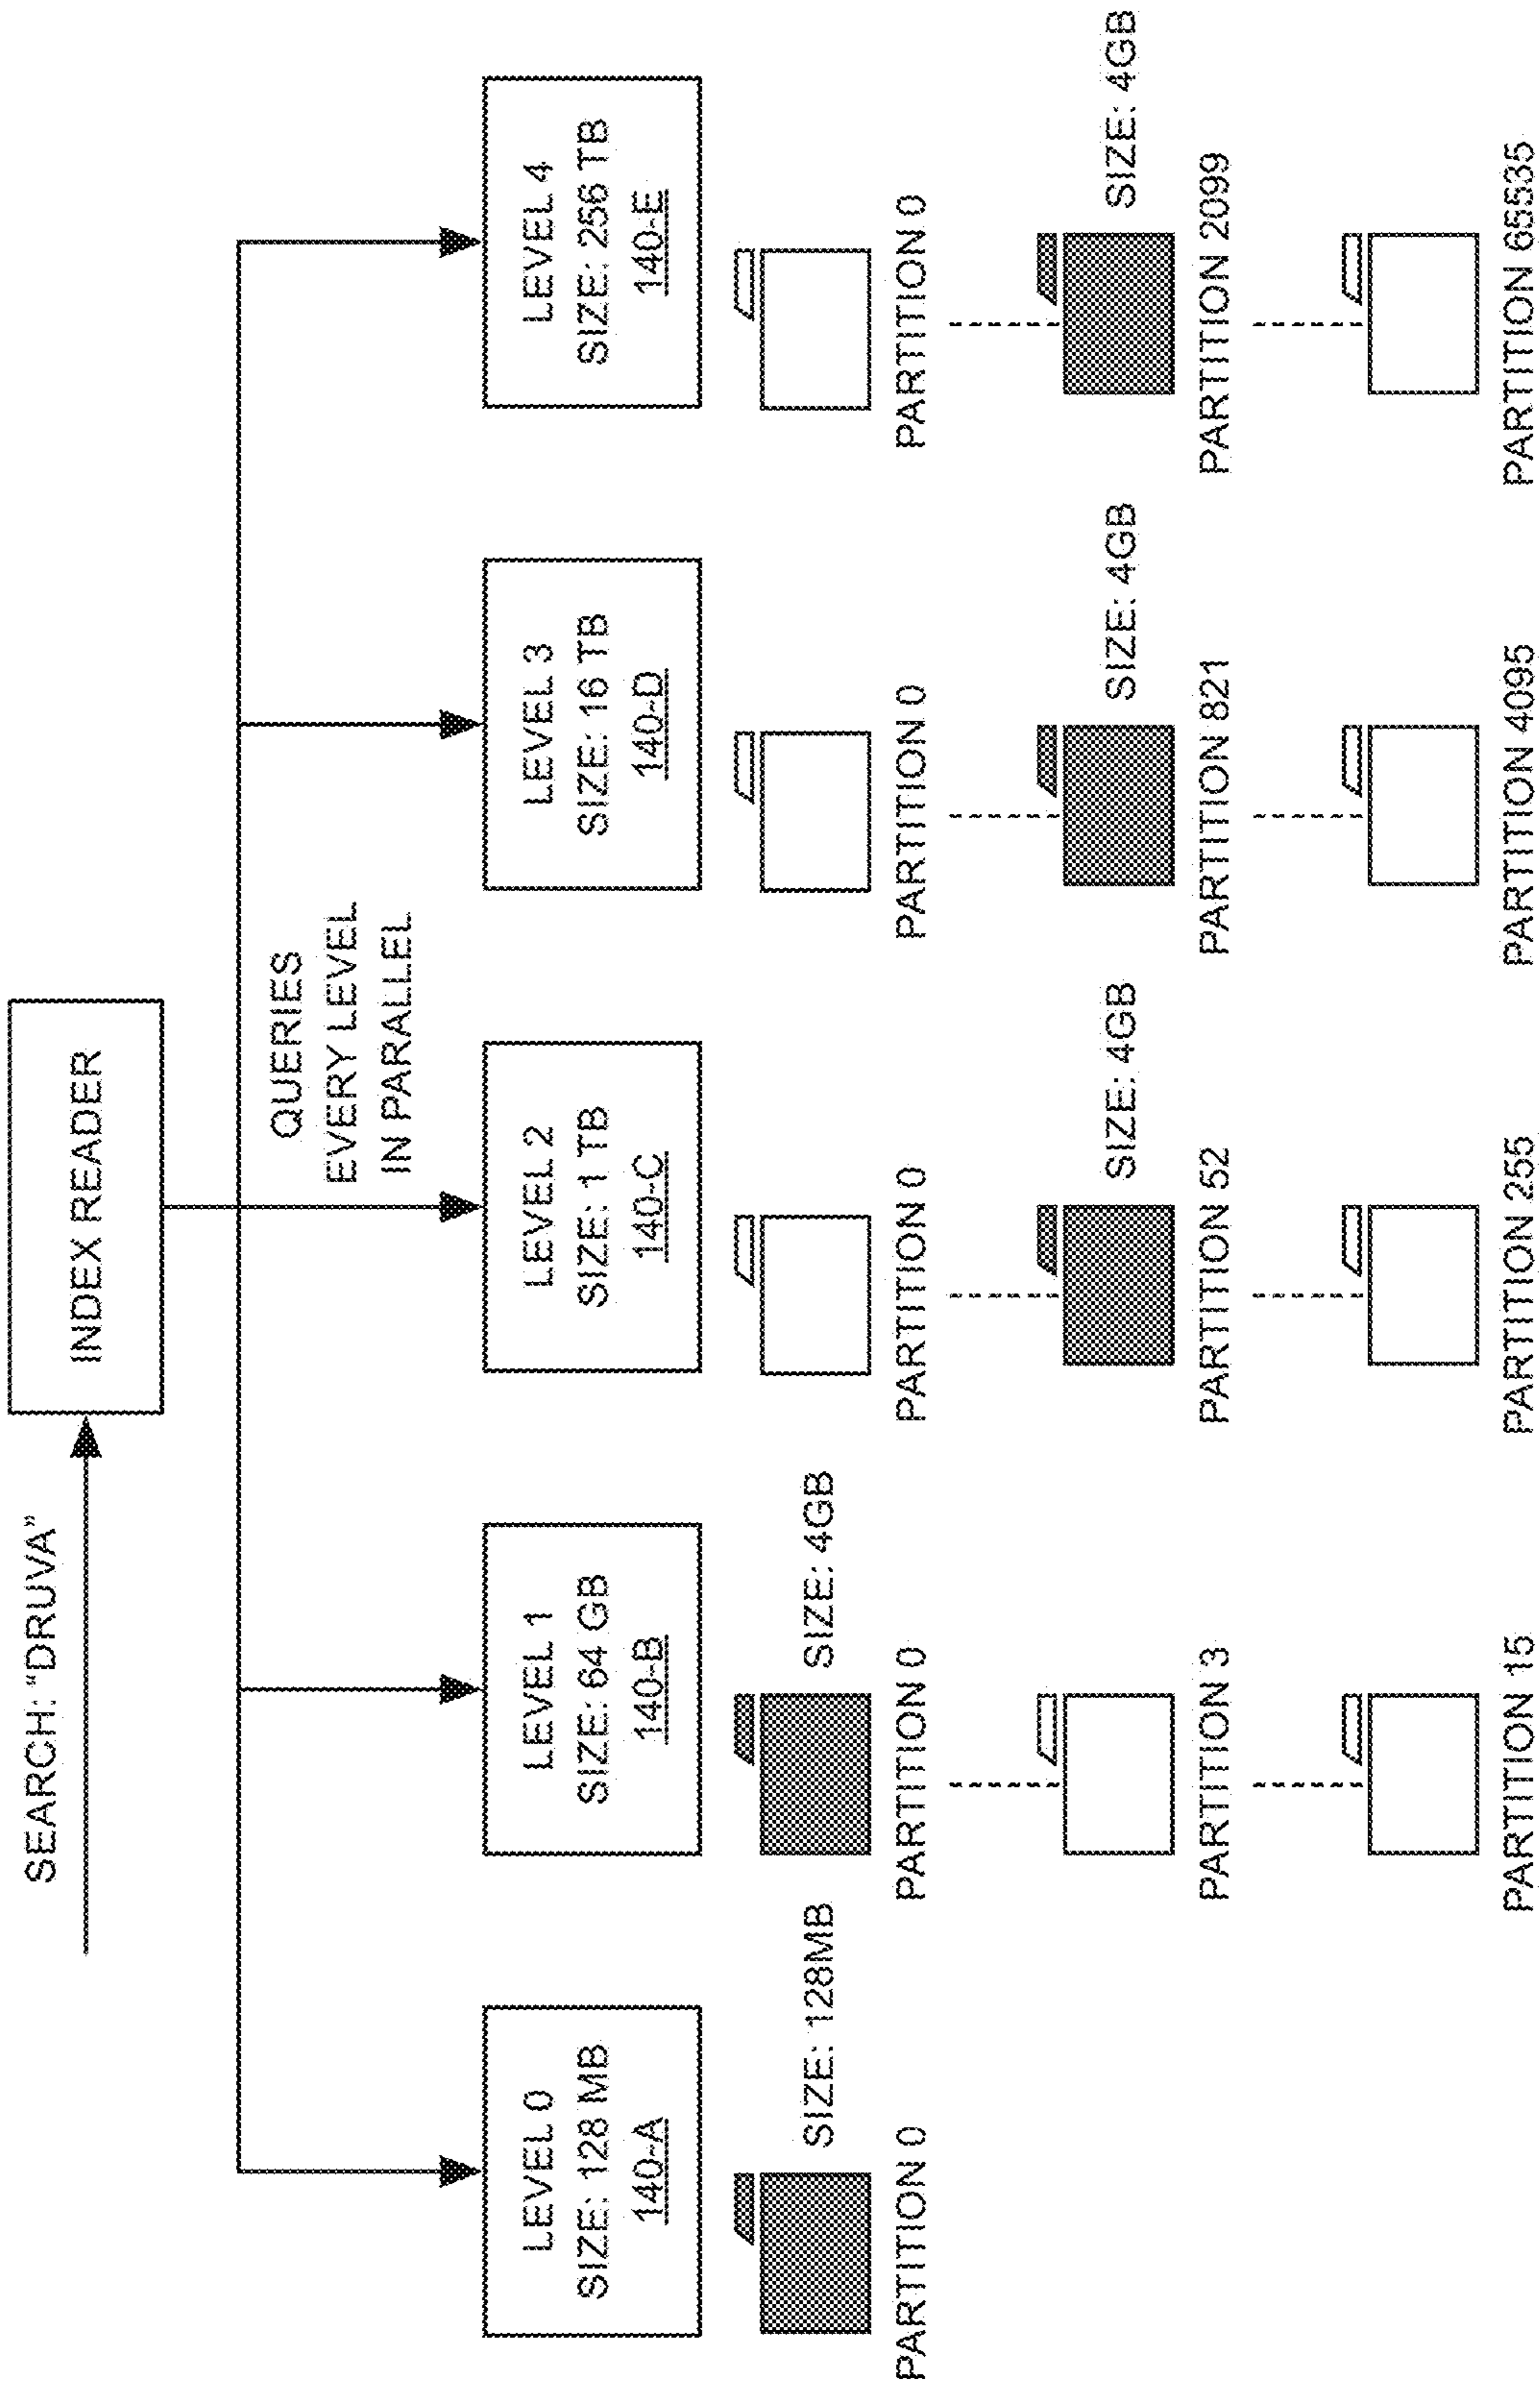 SEARCH: "DRUVA"
INDEX READER
QUERIES
EVERY LEVEL
IN PARALLEL
LEVEL 0
SIZE: 128 MB
140-A
LEVEL 1
SIZE: 64 GB
140-B
LEVEL 2
SIZE: 1 TB
140-C
LEVEL 3
SIZE: 16 TB
140-D
LEVEL 4
SIZE: 256 TB
140-E
SIZE: 128MB
PARTITION 0
SIZE: 4GB
PARTITION 0
PARTITION 0
PARTITION 0
PARTITION 0
PARTITION 3
SIZE: 4GB
PARTITION 52
SIZE: 4GB
PARTITION 821
SIZE: 4GB
PARTITION 2099
PARTITION 15
PARTITION 255
PARTITION 4095
PARTITION 65535